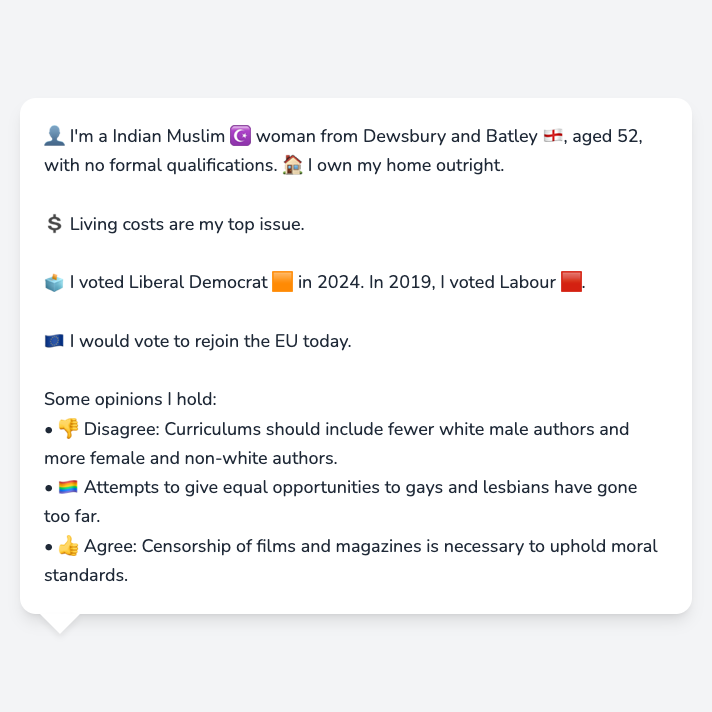 👤 I'm a Indian Muslim ☪️ woman from Dewsbury and Batley 🏴󠁧󠁢󠁥󠁮󠁧󠁿, aged 52,
with no formal qualifications. 🏠 I own my home outright.
💲 Living costs are my top issue.
🗳️ I voted Liberal Democrat 🟧 in 2024. In 2019, I voted Labour 🟥.
🇪🇺 I would vote to rejoin the EU today.
Some opinions I hold:
• 👎 Disagree: Curriculums should include fewer white male authors and
more female and non-white authors.
• 🏳️‍🌈 Attempts to give equal opportunities to gays and lesbians have gone
too far.
• 👍 Agree: Censorship of films and magazines is necessary to uphold moral
standards.